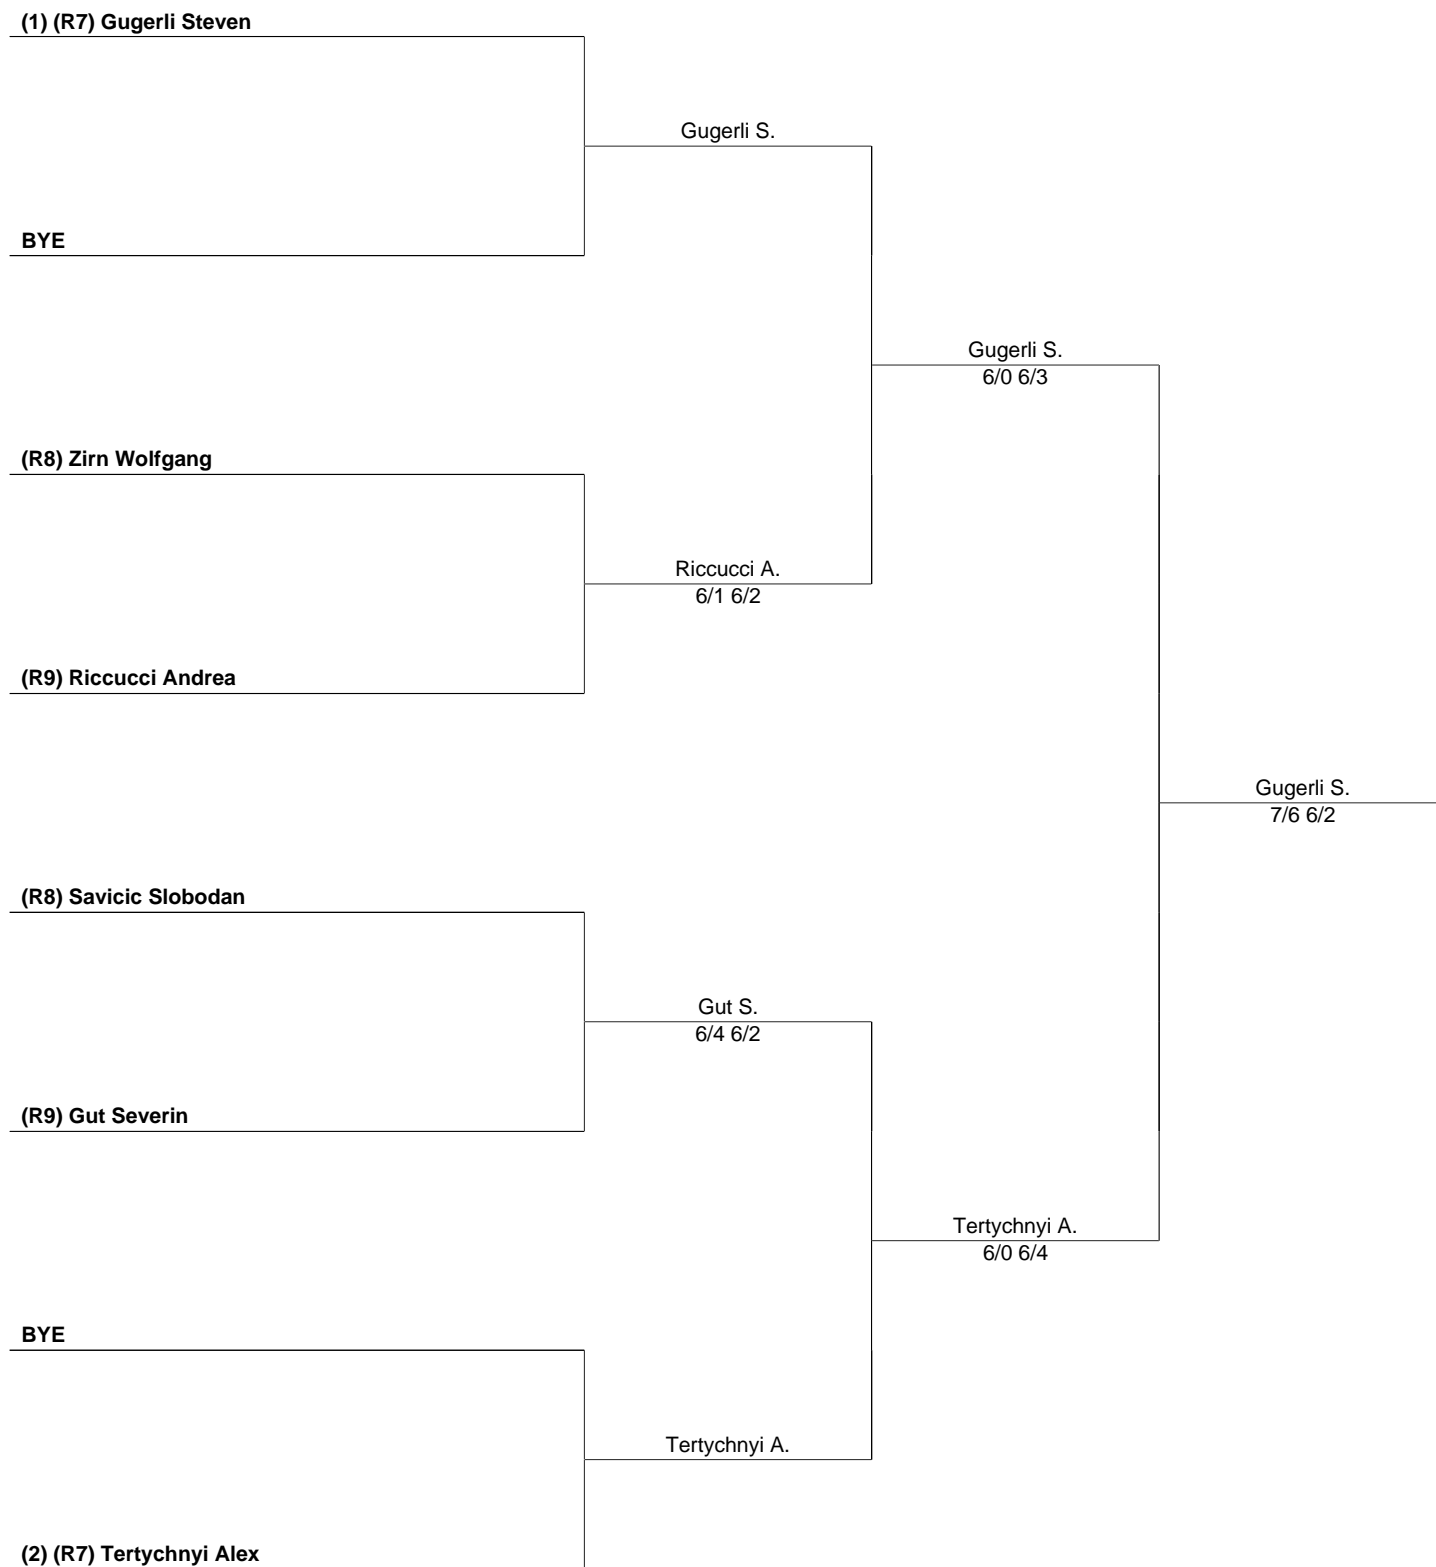 (1) (R7) Gugerli Steven
Gugerli S.
BYE
Gugerli S.
6/0 6/3
(R8) Zirn Wolfgang
Riccucci A.
6/1 6/2
(R9) Riccucci Andrea
Gugerli S.
7/6 6/2
(R8) Savicic Slobodan
Gut S.
6/4 6/2
(R9) Gut Severin
Tertychnyi A.
6/0 6/4
BYE
Tertychnyi A.
(2) (R7) Tertychnyi Alex